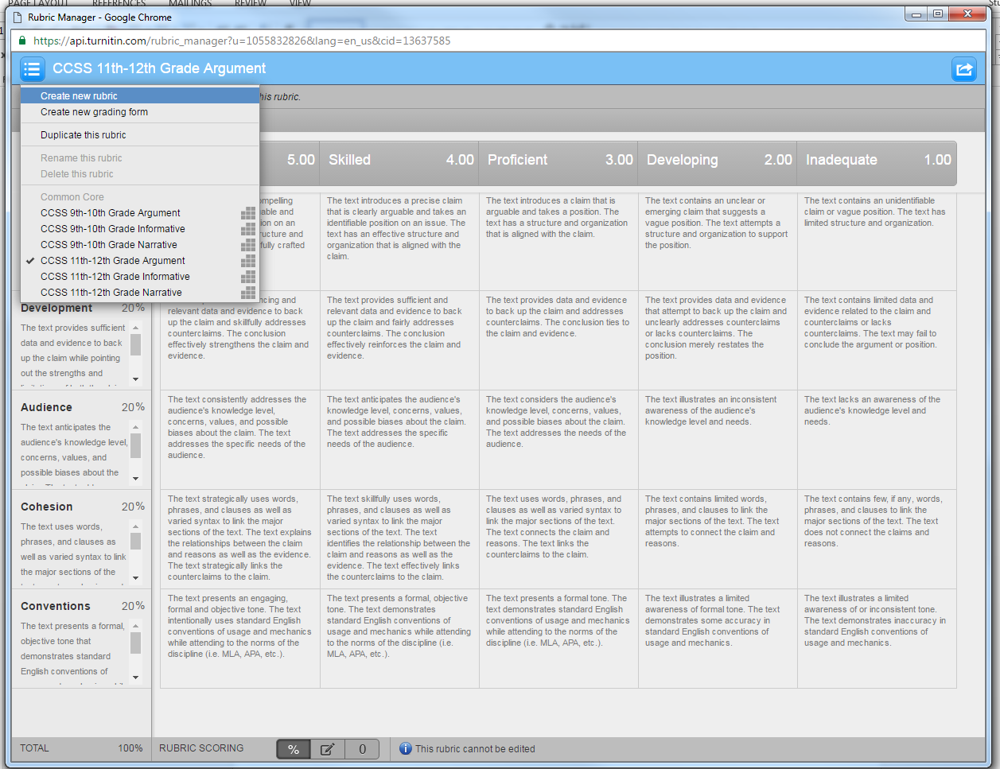 PAGE LAYOUT REFERENCES MAILINGS REVIEW VIEW
Rubric Manager - Google Chrome
https://api.turnitin.com/rubric_manager?u=1055832826&lang=en_us&cid=13637585
CCSS 11th-12th Grade Argument
this rubric.
Create new rubric
Create new grading form
Duplicate this rubric
Rename this rubric
Delete this rubric
Common Core
CCSS 9th-10th Grade Argument
CCSS 9th-10th Grade Informative
CCSS 9th-10th Grade Narrative
CCSS 11th-12th Grade Argument
CCSS 11th-12th Grade Informative
CCSS 11th-12th Grade Narrative
5.00
Skilled 4.00
Proficient 3.00
Developing 2.00
Inadequate 1.00
The text introduces a precise claim
that is clearly arguable and takes an
identifiable position on an issue. The
text has an effective structure and
organization that is aligned with the
claim.
The text introduces a claim that is
arguable and takes a position. The
text has a structure and organization
that is aligned with the claim.
The text contains an unclear or
emerging claim that suggests a
vague position. The text attempts a
structure and organization to support
the position.
The text contains an unidentifiable
claim or vague position. The text has
limited structure and organization.
Development 20%
The text provides sufficient
data and evidence to back
up the claim while pointing
out the strengths and
relevant data and evidence to back
up the claim and skillfully addresses
counterclaims. The conclusion
effectively strengthens the claim and
evidence.
The text provides sufficient and
relevant data and evidence to back
up the claim and fairly addresses
counterclaims. The conclusion
effectively reinforces the claim and
evidence.
The text provides data and evidence
to back up the claim and addresses
counterclaims. The conclusion ties to
the claim and evidence.
The text provides data and evidence
that attempt to back up the claim and
unclearly addresses counterclaims
or lacks counterclaims. The
conclusion merely restates the
position.
The text contains limited data and
evidence related to the claim and
counterclaims or lacks
counterclaims. The text may fail to
conclude the argument or position.
Audience 20%
The text anticipates the
audience's knowledge level,
concerns, values, and
possible biases about the
The text consistently addresses the
audience's knowledge level,
concerns, values, and possible
biases about the claim. The text
addresses the specific needs of the
audience.
The text anticipates the audience's
knowledge level, concerns, values,
and possible biases about the claim.
The text addresses the specific
needs of the audience.
The text considers the audience's
knowledge level, concerns, values,
and possible biases about the claim.
The text addresses the needs of the
audience.
The text illustrates an inconsistent
awareness of the audience's
knowledge level and needs.
The text lacks an awareness of the
audience's knowledge level and
needs.
Cohesion 20%
The text uses words,
phrases, and clauses as
well as varied syntax to link
the major sections of the
The text strategically uses words,
phrases, and clauses as well as
varied syntax to link the major
sections of the text. The text explains
the relationships between the claim
and reasons as well as the evidence.
The text strategically links the
counterclaims to the claim.
The text skillfully uses words,
phrases, and clauses as well as
varied syntax to link the major
sections of the text. The text
identifies the relationship between the
claim and reasons as well as the
evidence. The text effectively links
the counterclaims to the claim.
The text uses words, phrases, and
clauses as well as varied syntax to
link the major sections of the text.
The text connects the claim and
reasons. The text links the
counterclaims to the claim.
The text contains limited words,
phrases, and clauses to link the
major sections of the text. The text
attempts to connect the claim and
reasons.
The text contains few, if any, words,
phrases, and clauses to link the
major sections of the text. The text
does not connect the claims and
reasons.
Conventions 20%
The text presents a formal,
objective tone that
demonstrates standard
English conventions of
The text presents an engaging,
formal and objective tone. The text
intentionally uses standard English
conventions of usage and mechanics
while attending to the norms of the
discipline (i.e. MLA, APA, etc.).
The text presents a formal, objective
tone. The text demonstrates
standard English conventions of
usage and mechanics while attending
to the norms of the discipline (i.e.
MLA, APA, etc.).
The text presents a formal tone. The
text demonstrates standard English
conventions of usage and mechanics
while attending to the norms of the
discipline (i.e. MLA, APA, etc.).
The text illustrates a limited
awareness of formal tone. The text
demonstrates some accuracy in
standard English conventions of
usage and mechanics.
The text illustrates a limited
awareness of or inconsistent tone.
The text demonstrates inaccuracy in
standard English conventions of
usage and mechanics.
TOTAL 100%
RUBRIC SCORING % 0
This rubric cannot be edited